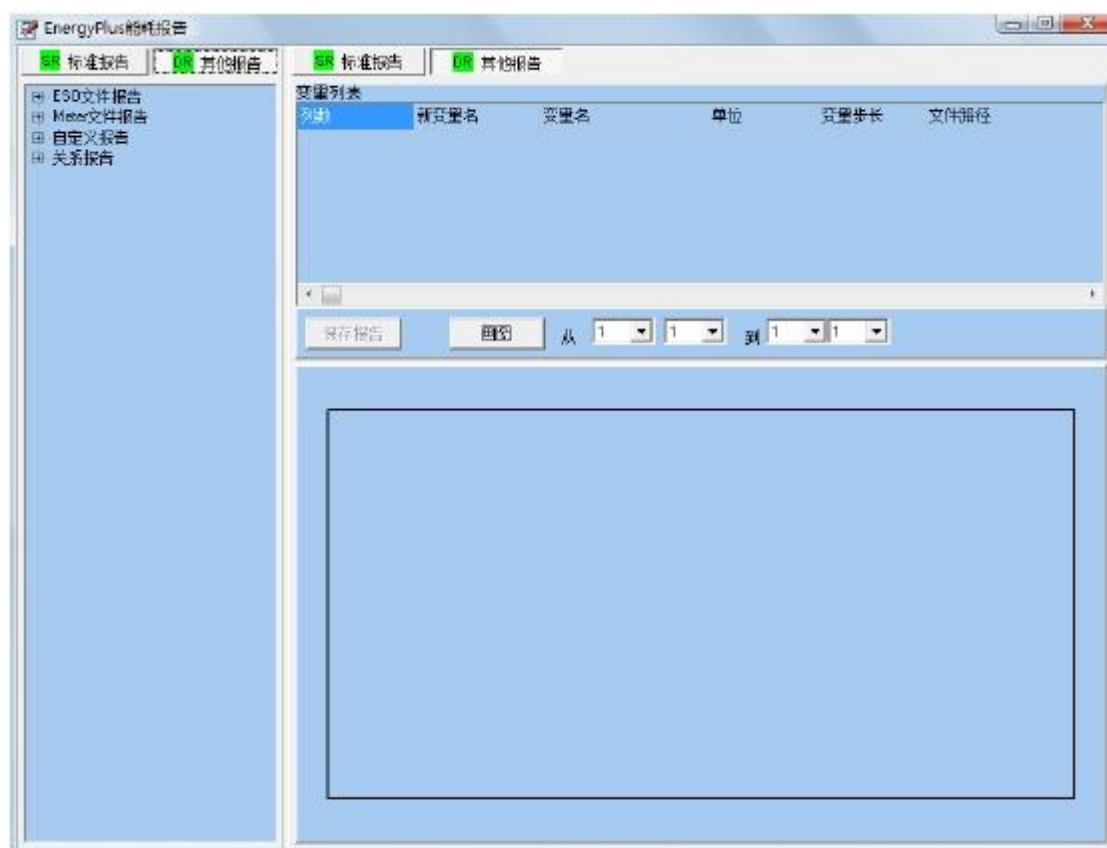 EnergyPlus能耗报告
SR 标准报告 DR 其他报告
SR 标准报告 DR 其他报告
ESO文件报告
Meter文件报告
自定义报告
关系报告
变量列表
列数 新变量名 变量名 单位 变量步长 文件路径
保存报告 画图 从 1 1 到 1 1